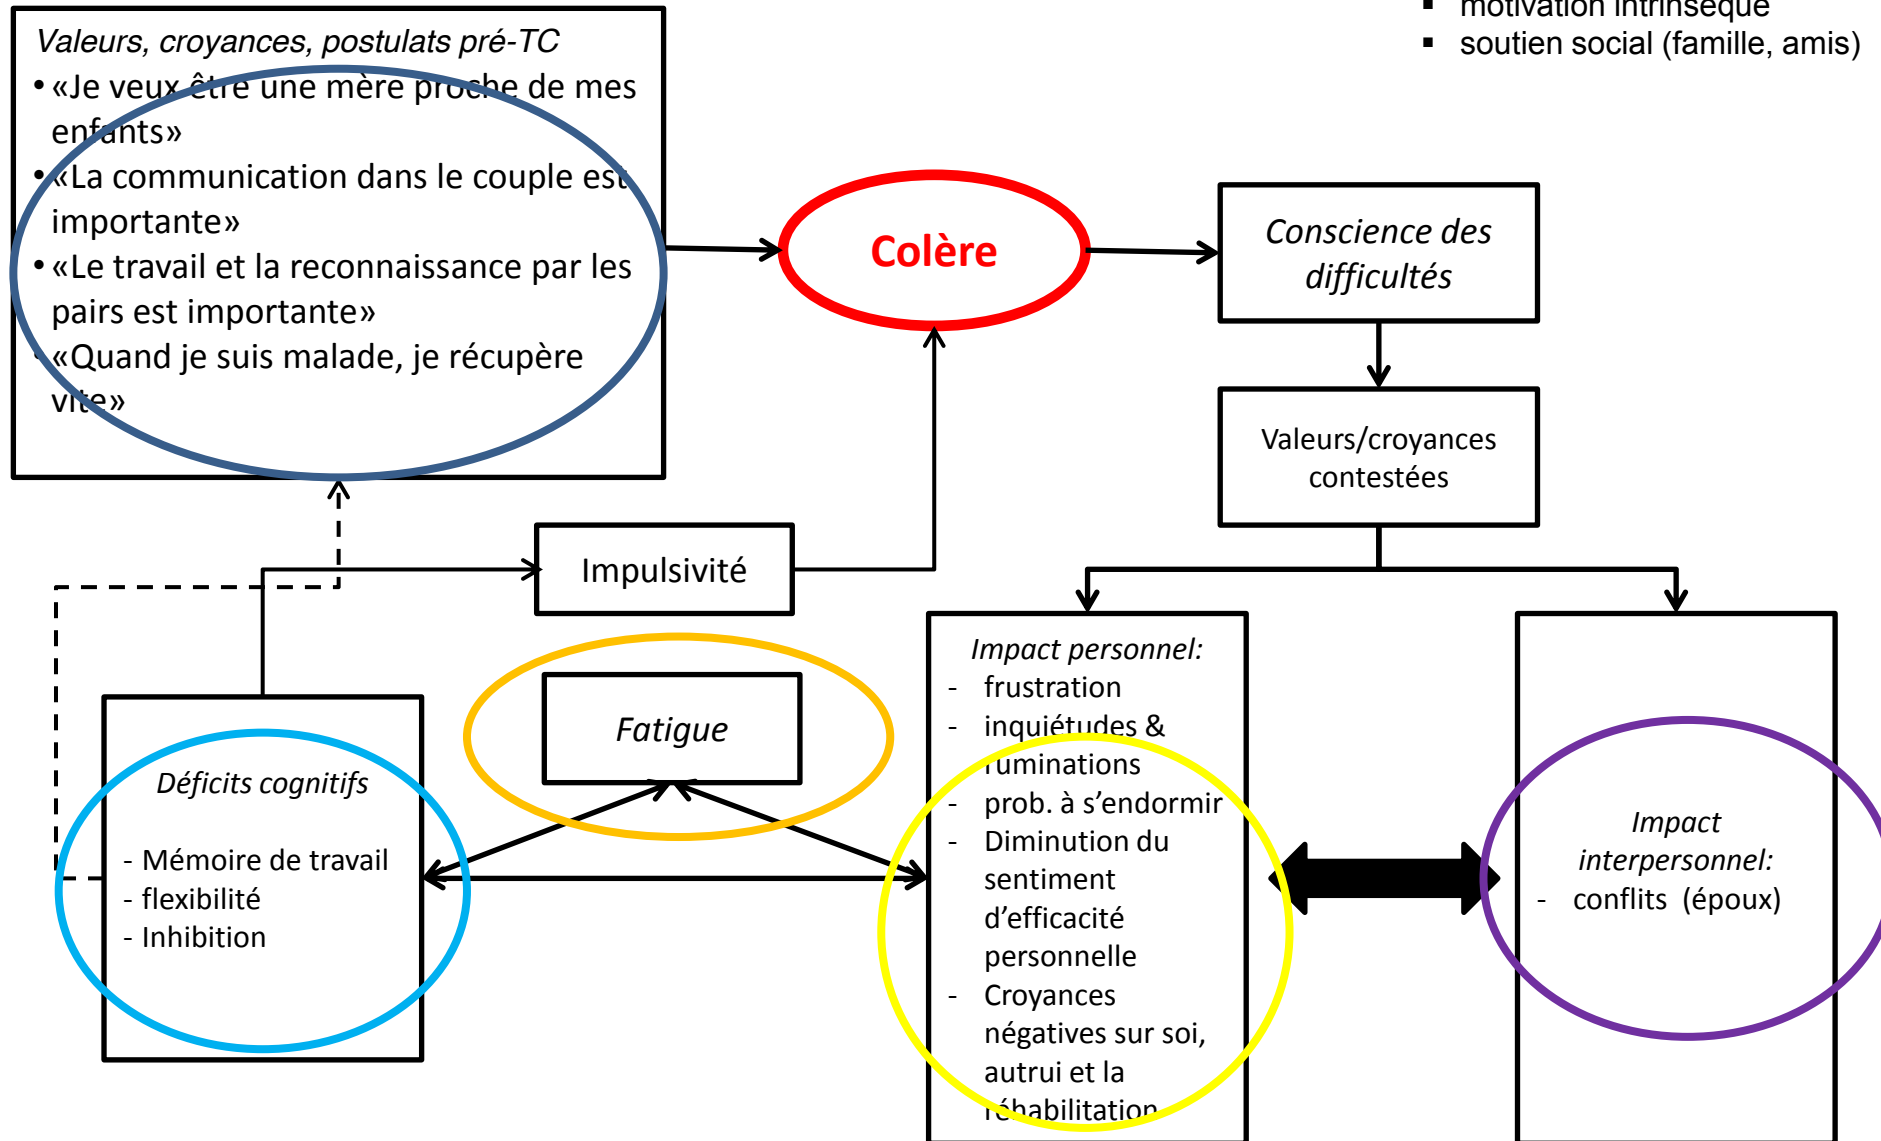 motivation intrinsèque
soutien social (famille, amis)
Valeurs, croyances, postulats pré-TC
• «Je veux être une mère proche de mes
enfants»
• «La communication dans le couple est
importante»
• «Le travail et la reconnaissance par les
pairs est importante»
• «Quand je suis malade, je récupère
vite»
Colère
Conscience des
difficultés
Valeurs/croyances
contestées
Impulsivité
Fatigue
Déficits cognitifs
- Mémoire de travail
- flexibilité
- Inhibition
Impact personnel:
- frustration
- inquiétudes &
ruminations
- prob. à s’endormir
- Diminution du
sentiment
d’efficacité
personnelle
- Croyances
négatives sur soi,
autrui et la
réhabilitation
Impact
interpersonnel:
- conflits (époux)